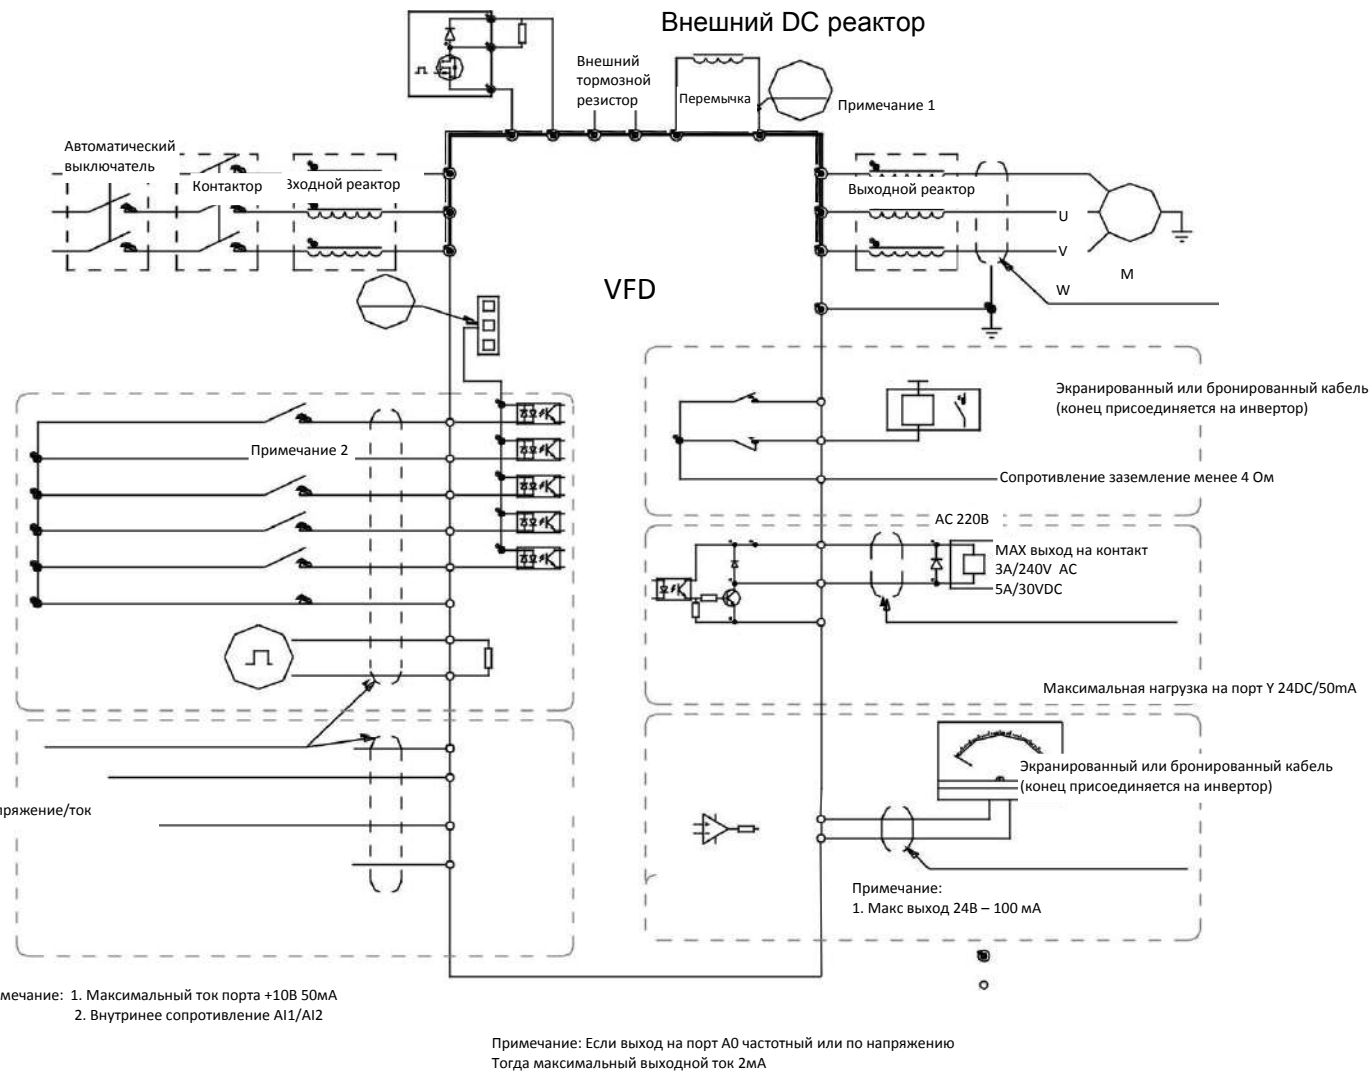 Внешний DC реактор
Внешний
тормозной
резистор
Перемычка
Примечание 1
Автоматический
выключатель
Контактор
Входной реактор
Выходной реактор
U
V
W
M
VFD
Экранированный или бронированный кабель
(конец присоединяется на инвертор)
Примечание 2
Сопротивление заземление менее 4 Ом
AC 220В
MAX выход на контакт
3A/240V AC
5A/30VDC
Максимальная нагрузка на порт Y 24DC/50mA
Экранированный или бронированный кабель
(конец присоединяется на инвертор)
пряжение/ток
Примечание:
1. Макс выход 24В – 100 мА
мечание: 1. Максимальный ток порта +10В 50мА
2. Внутринее сопротивление AI1/AI2
Примечание: Если выход на порт А0 частотный или по напряжению
Тогда максимальный выходной ток 2мА